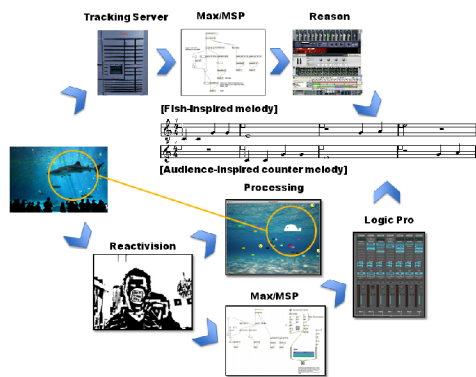 Tracking Server
Max/MSP
Reason
[Fish-inspired melody]
[Audience-inspired counter melody]
Processing
Logic Pro
Reactivision
Max/MSP